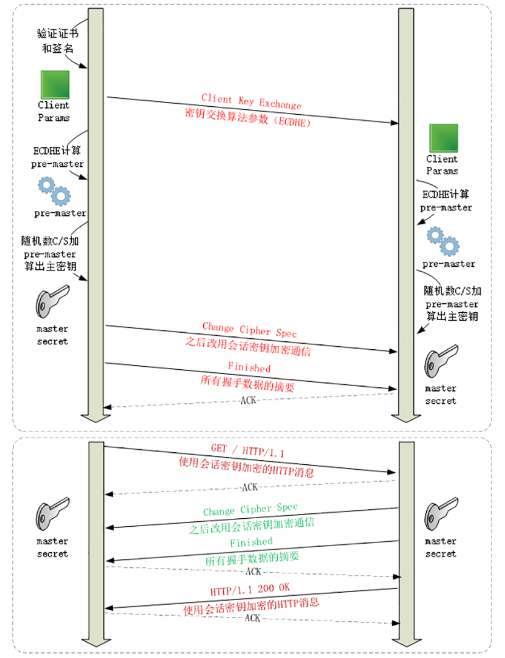 验证证书
和签名
Client
Params
Client Key Exchange
密钥交换算法参数（ECDHE）
Client
Params
ECDHE计算
pre-master
pre-master
ECDHE计算
pre-master
pre-master
随机数C/S加
pre-master
算出主密钥
随机数C/S加
pre-master
算出主密钥
master
secret
Change Cipher Spec
之后改用会话密钥加密通信
Finished
所有握手数据的摘要
ACK
master
secret
GET / HTTP/1.1
使用会话密钥加密的HTTP消息
ACK
Change Cipher Spec
之后改用会话密钥加密通信
master
secret
master
secret
Finished
所有握手数据的摘要
ACK
HTTP/1.1 200 OK
使用会话密钥加密的HTTP消息
ACK